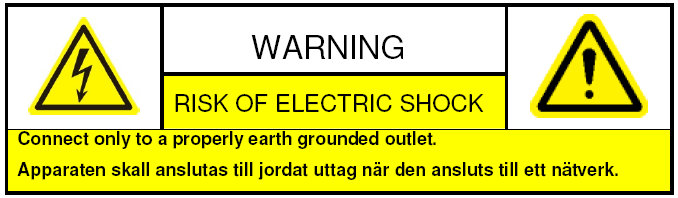 WARNING
RISK OF ELECTRIC SHOCK
Connect only to a properly earth grounded outlet.
Apparaten skall anslutas till jordat uttag när den ansluts till ett nätverk.